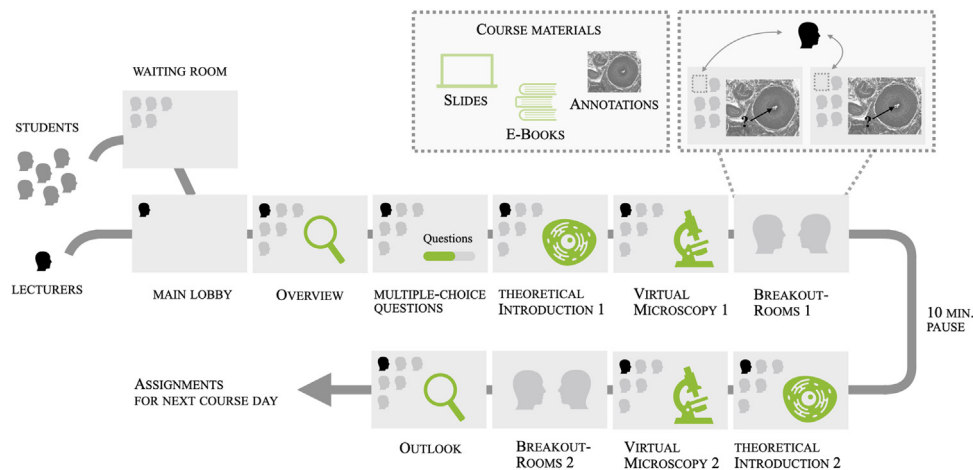 COURSE MATERIALS
SLIDES
E-BOOKS
ANNOTATIONS
?
?
WAITING ROOM
STUDENTS
LECTURERS
Questions
MAIN LOBBY
OVERVIEW
MULTIPLE-CHOICE
QUESTIONS
THEORETICAL
INTRODUCTION 1
VIRTUAL
MICROSCOPY 1
BREAKOUT-
ROOMS 1
10 MIN.
PAUSE
ASSIGNMENTS
FOR NEXT COURSE DAY
OUTLOOK
BREAKOUT-
ROOMS 2
VIRTUAL
MICROSCOPY 2
THEORETICAL
INTRODUCTION 2